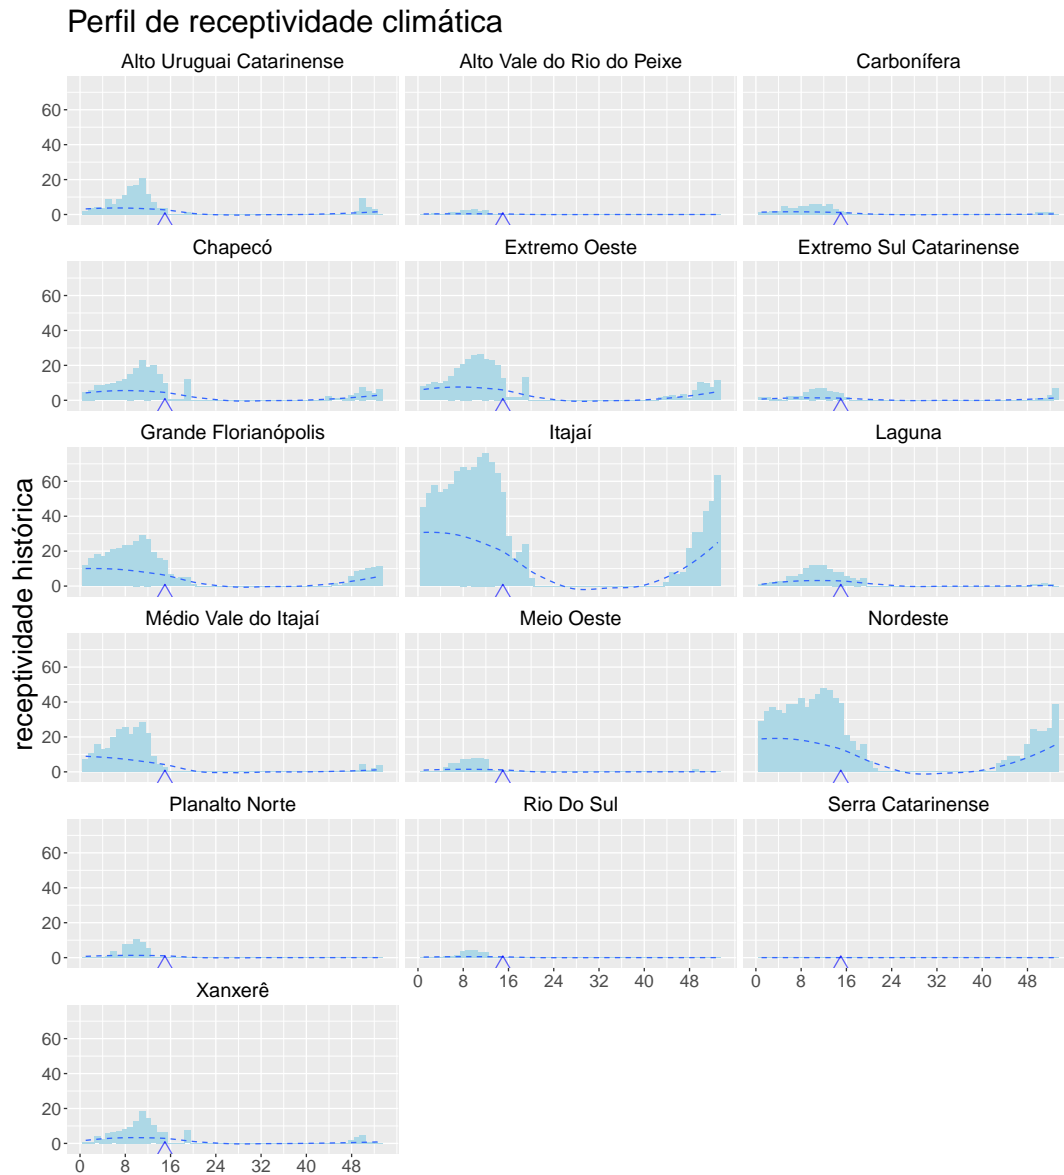 Perfil de receptividade climática
Alto Uruguai Catarinense
Alto Vale do Rio do Peixe
Carbonífera
60
40
20
0
Chapecó
Extremo Oeste
Extremo Sul Catarinense
60
40
20
0
Grande Florianópolis
Itajaí
Laguna
60
40
20
0
receptividade histórica
Médio Vale do Itajaí
Meio Oeste
Nordeste
60
40
20
0
Planalto Norte
Rio Do Sul
Serra Catarinense
60
40
20
0
0 8 16 24 32 40 48
0 8 16 24 32 40 48
Xanxerê
60
40
20
0
0 8 16 24 32 40 48